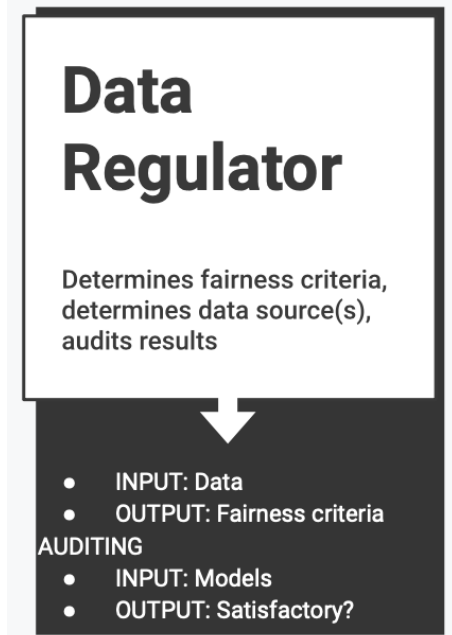 Data
Regulator
Determines fairness criteria,
determines data source(s),
audits results
● INPUT: Data
● OUTPUT: Fairness criteria
AUDITING
● INPUT: Models
● OUTPUT: Satisfactory?